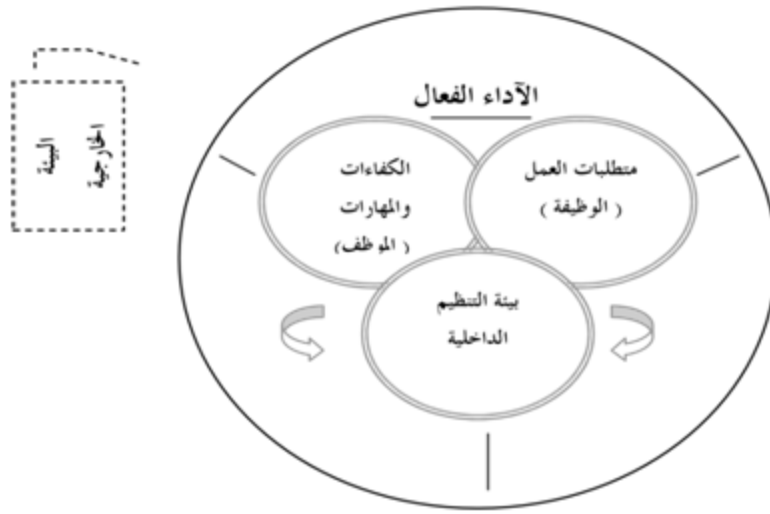 الآداء الفعال
متطلبات العمل
( الوظيفة )
الكفاءات
والمهارات
( الموظف)
بيئة التنظيم
الداخلية
البيئة
الخارجية